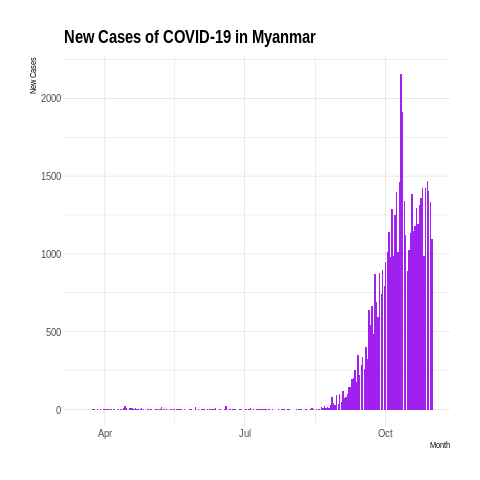 New Cases of COVID-19 in Myanmar
New Cases
2000
1500
1000
500
0
Apr
Jul
Oct
Month